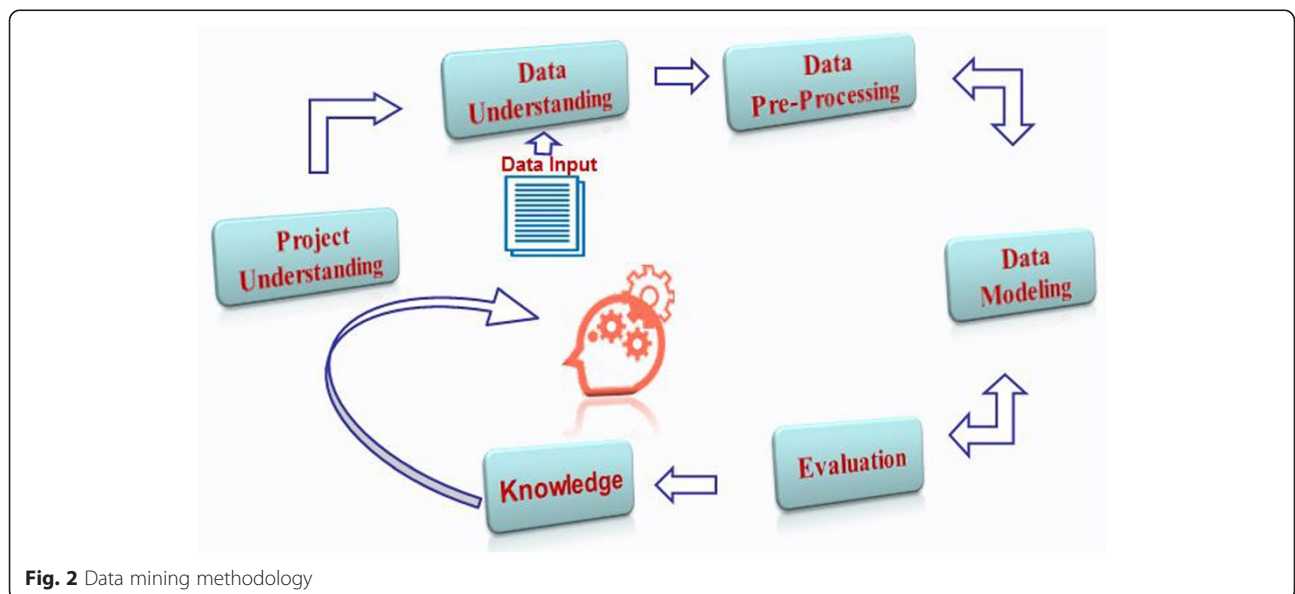 Data
Understanding
Data
Pre-Processing
Data Input
Project
Understanding
Data
Modeling
Knowledge
Evaluation
Fig. 2 Data mining methodology